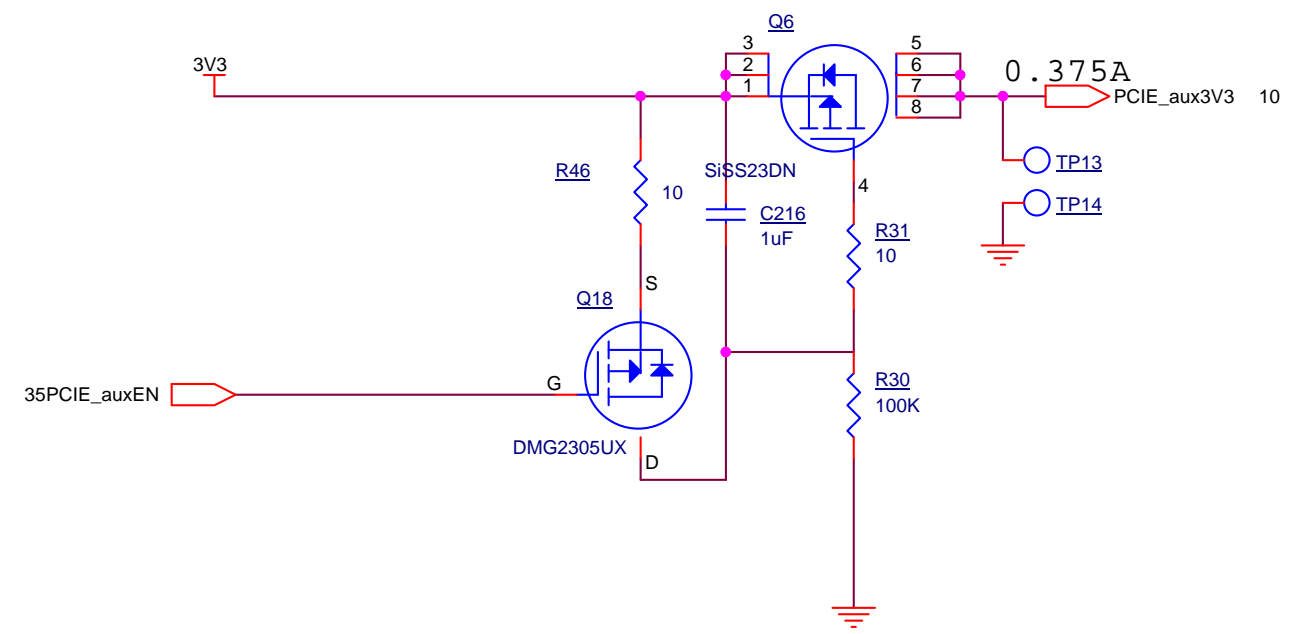 Q6
3
2
1
5
6
7
8
3V3
0.375A
PCIE_aux3V3 10
R46
10
SiSS23DN
4
TP13
C216
1uF
TP14
R31
10
S
Q18
G
35PCIE_auxEN
R30
100K
DMG2305UX
D